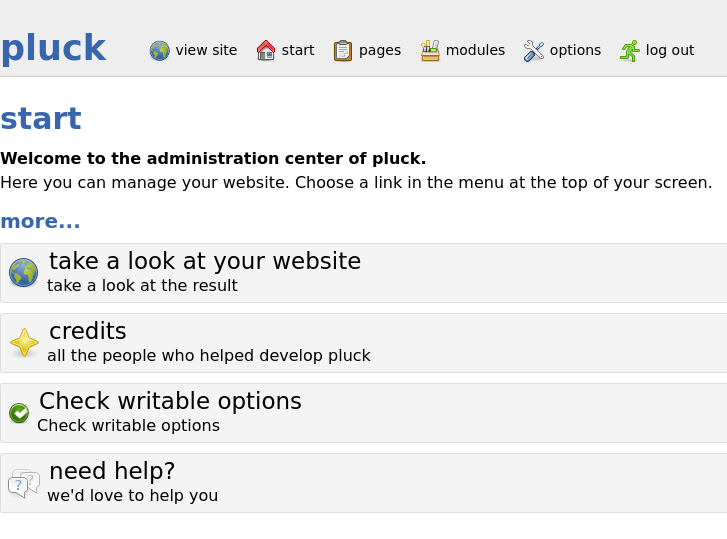 pluck
view site
start
pages
modules
options
log out
start
Welcome to the administration center of pluck.
Here you can manage your website. Choose a link in the menu at the top of your screen.
more...
take a look at your website
take a look at the result
credits
all the people who helped develop pluck
Check writable options
Check writable options
need help?
we'd love to help you